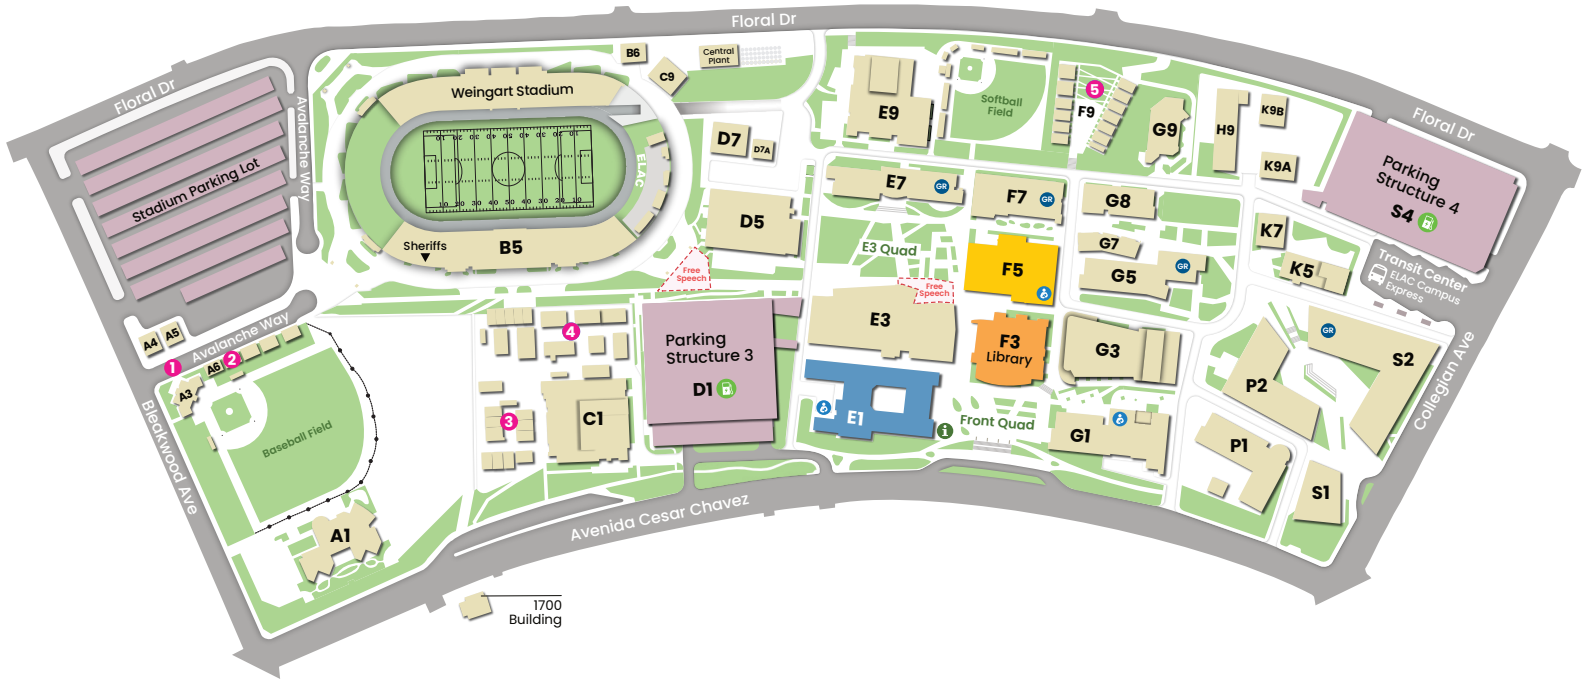 Floral Dr
Floral Dr
Floral Dr
B6
C9
Central
Plant
Weingart Stadium
ELAC
Sheriffs
B5
Avalanche Way
Stadium Parking Lot
Avalanche Way
A4
A5
1
A6
2
A3
Baseball Field
Bleakwood Ave
A1
D7
D7A
D5
Free
Speech
4
3
C1
Parking
Structure 3
D1
E9
Softball
Field
5
F9
G9
H9
K9B
K9A
Parking
Structure 4
S4
E7
GR
F7
GR
G8
G7
G5
GR
K7
K5
Transit Center
ELAC Campus
Express
E3 Quad
Free
Speech
F5
E3
F3
Library
G3
E1
i
Front Quad
G1
GR
S2
P2
P1
S1
Collegian Ave
Avenida Cesar Chavez
1700
Building